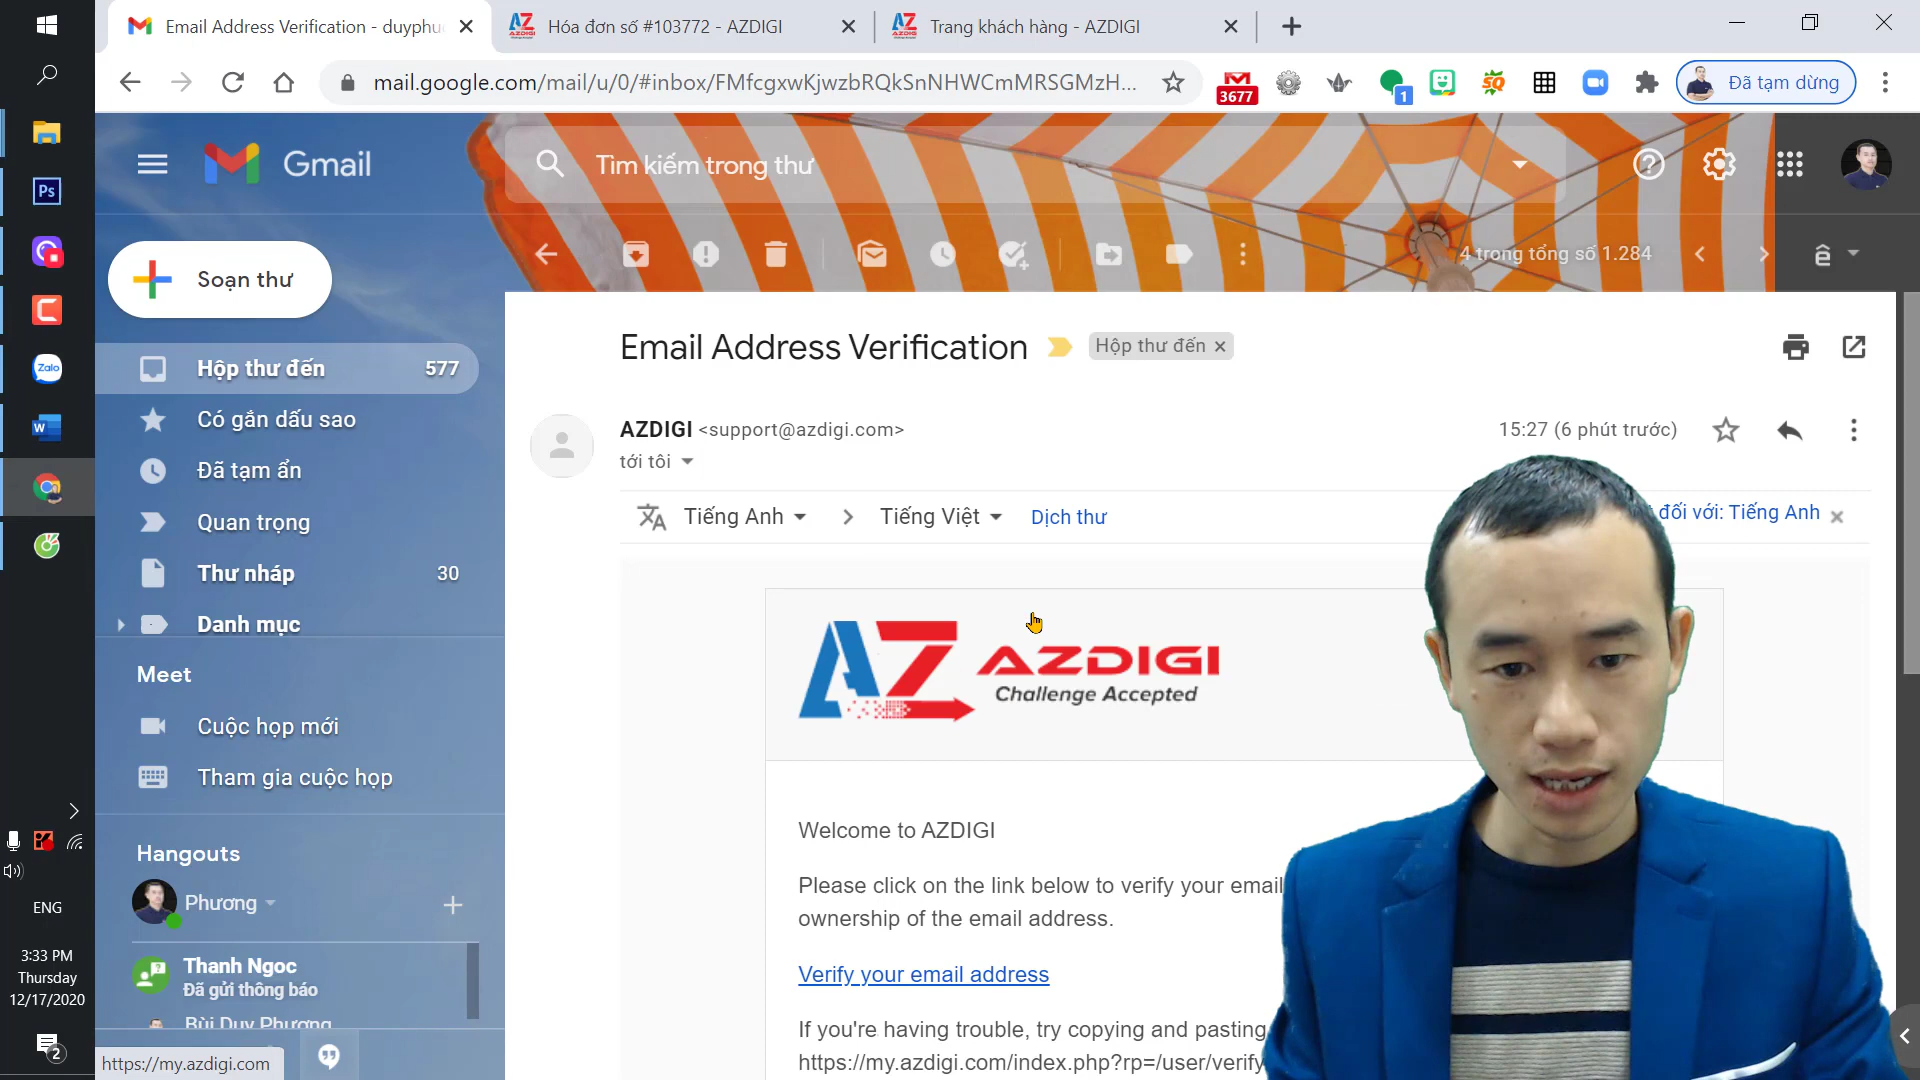 Email Address Verification - duyphu
Hóa đơn số #103772 - AZDIGI
Trang khách hàng - AZDIGI
mail.google.com/mail/u/0/#inbox/FMfcgxwKjwzbRQkSnNHWCmMRSGMzH...
3677
1
Đã tạm dừng
Gmail
Tìm kiếm trong thư
4 trong tổng số 1.284
Soạn thư
Hộp thư đến 577
Có gắn dấu sao
Đã tạm ẩn
Quan trọng
Thư nháp 30
Danh mục
Meet
Cuộc họp mới
Tham gia cuộc họp
Hangouts
Phương
Thanh Ngoc
Đã gửi thông báo
Bùi Duy Phương
https://my.azdigi.com
Email Address Verification
Hộp thư đến
AZDIGI <support@azdigi.com>
tới tôi
15:27 (6 phút trước)
Tiếng Anh > Tiếng Việt Dịch thư
đối với: Tiếng Anh
AZ AZDIGI
Challenge Accepted
Welcome to AZDIGI
Please click on the link below to verify your email
ownership of the email address.
Verify your email address
If you're having trouble, try copying and pasting
https://my.azdigi.com/index.php?rp=/user/verify
Ps
Zalo
W
ENG
3:33 PM
Thursday
12/17/2020
2